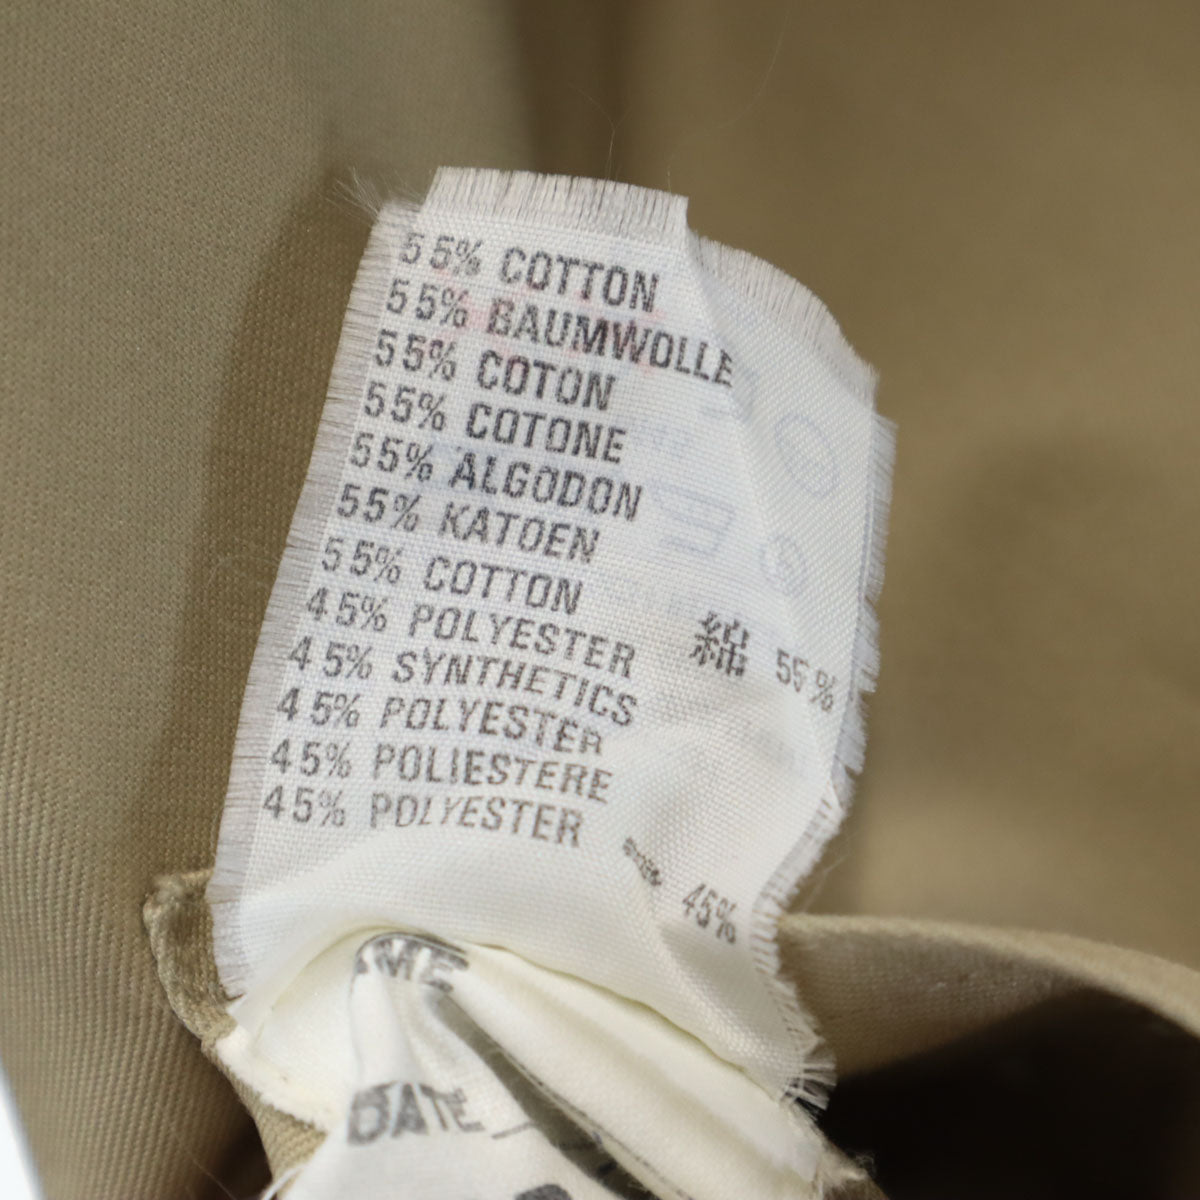 55% COTTON
55% BAUMWOLLE
55% COTON
55% COTONE
55% ALGODON
55% KATOEN
55% COTTON
45% POLYESTER
45% SYNTHETICS
45% POLYESTER
45% POLIESTERE
45% POLYESTER
綿 55%
45%
DATE